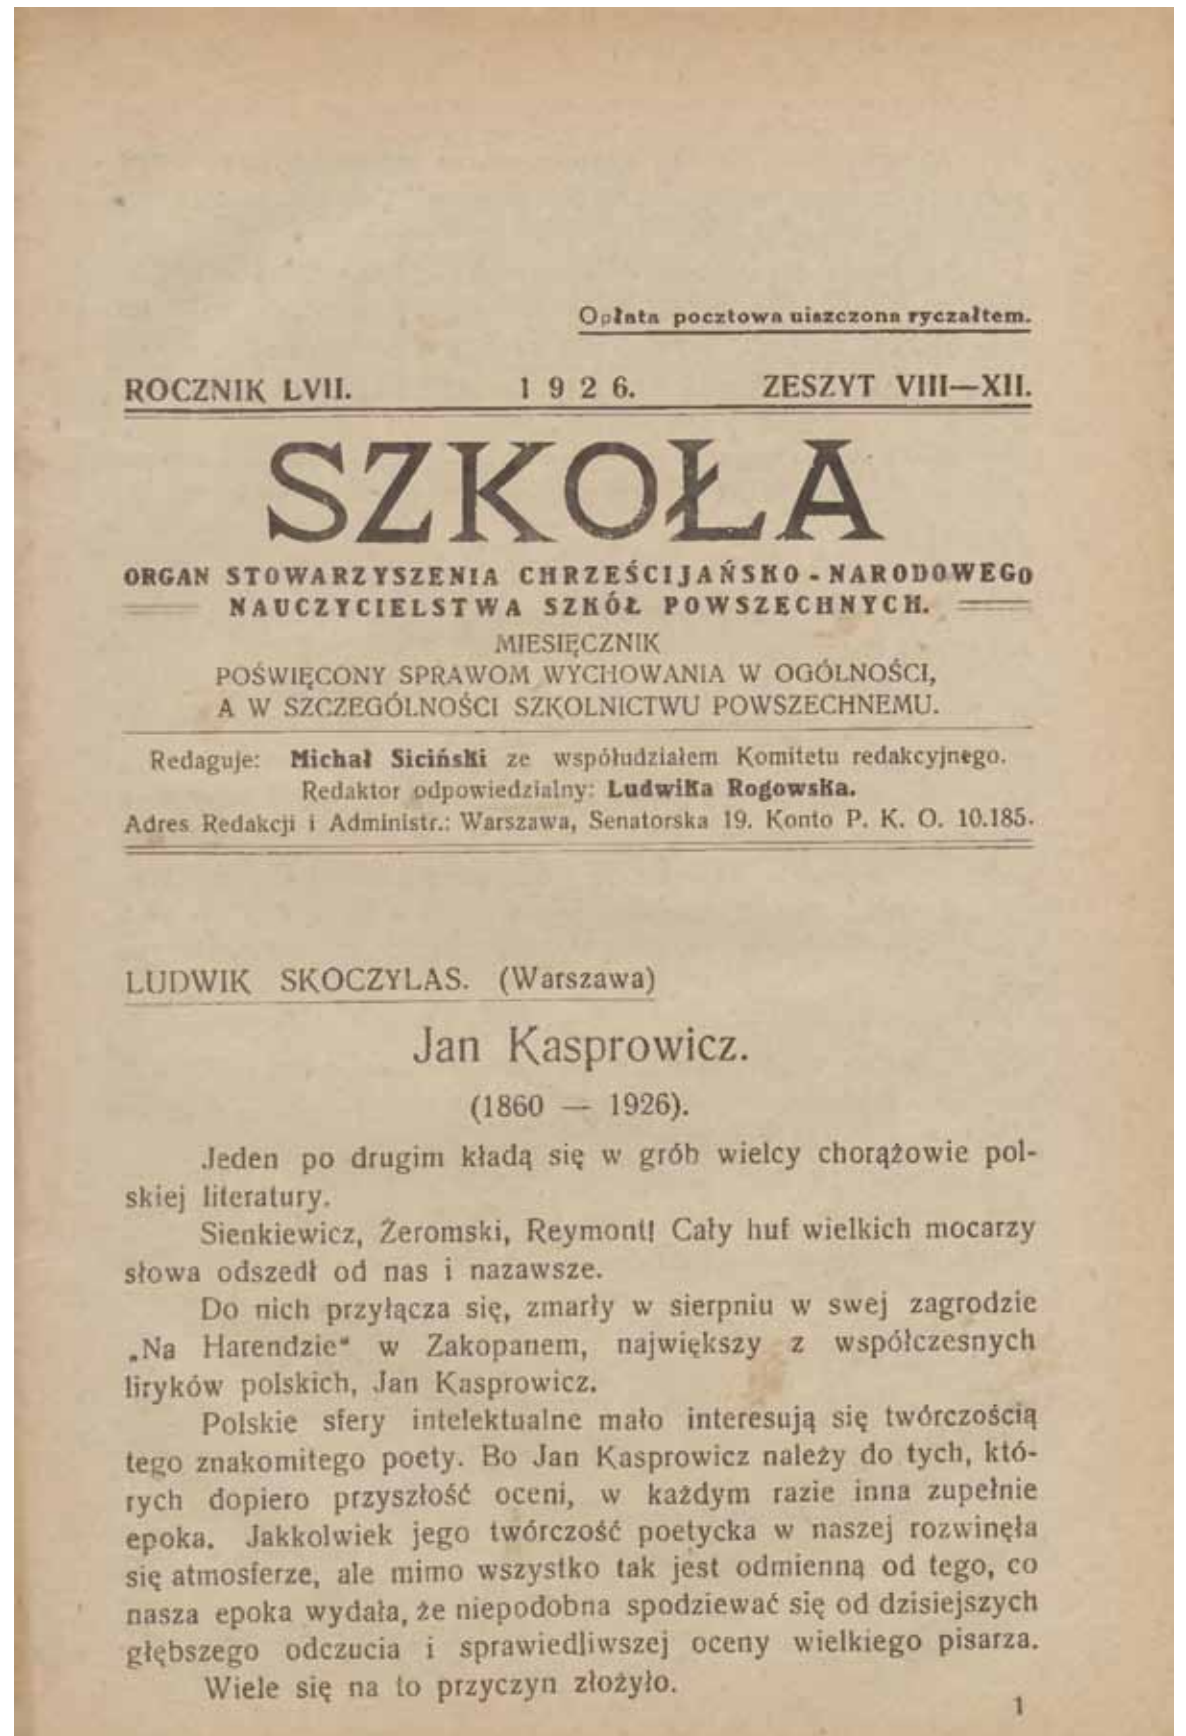 Opłata pocztowa uiszczona ryczałtem.
ROCZNIK LVII. 1926. ZESZYT VIII—XII.
SZKOŁA
ORGAN STOWARZYSZENIA CHRZEŚCIJAŃSKO - NARODOWEGO
NAUCZYCIELSTWA SZKÓŁ POWSZECHNYCH.
MIESIĘCZNIK
POŚWIĘCONY SPRAWOM WYCHOWANIA W OGÓLNOŚCI,
A W SZCZEGÓLNOŚCI SZKOLNICTWU POWSZECHNEMU.
Redaguje: Michał Siciński ze współudziałem Komitetu redakcyjnego.
Redaktor odpowiedzialny: Ludwika Rogowska.
Adres Redakcji i Administr.: Warszawa, Senatorska 19. Konto P. K. O. 10.185.
LUDWIK SKOCZYLAS. (Warszawa)
Jan Kasprowicz.
(1860 — 1926).
Jeden po drugim kładą się w grób wielcy chorążowie pol-
skiej literatury.
Sienkiewicz, Żeromski, Reymont! Cały huf wielkich mocarzy
słowa odszedł od nas i nazawsze.
Do nich przyłącza się, zmarły w sierpniu w swej zagrodzie
„Na Harendzie“ w Zakopanem, największy z współczesnych
liryków polskich, Jan Kasprowicz.
Polskie sfery intelektualne mało interesują się twórczością
tego znakomitego poety. Bo Jan Kasprowicz należy do tych, któ-
rych dopiero przyszłość oceni, w każdym razie inna zupełnie
epoka. Jakkolwiek jego twórczość poetycka w naszej rozwinęła
się atmosferze, ale mimo wszystko tak jest odmienną od tego, co
nasza epoka wydała, że niepodobna spodziewać się od dzisiejszych
głębszego odczucia i sprawiedliwszej oceny wielkiego pisarza.
Wiele się na to przyczyn złożyło.
1